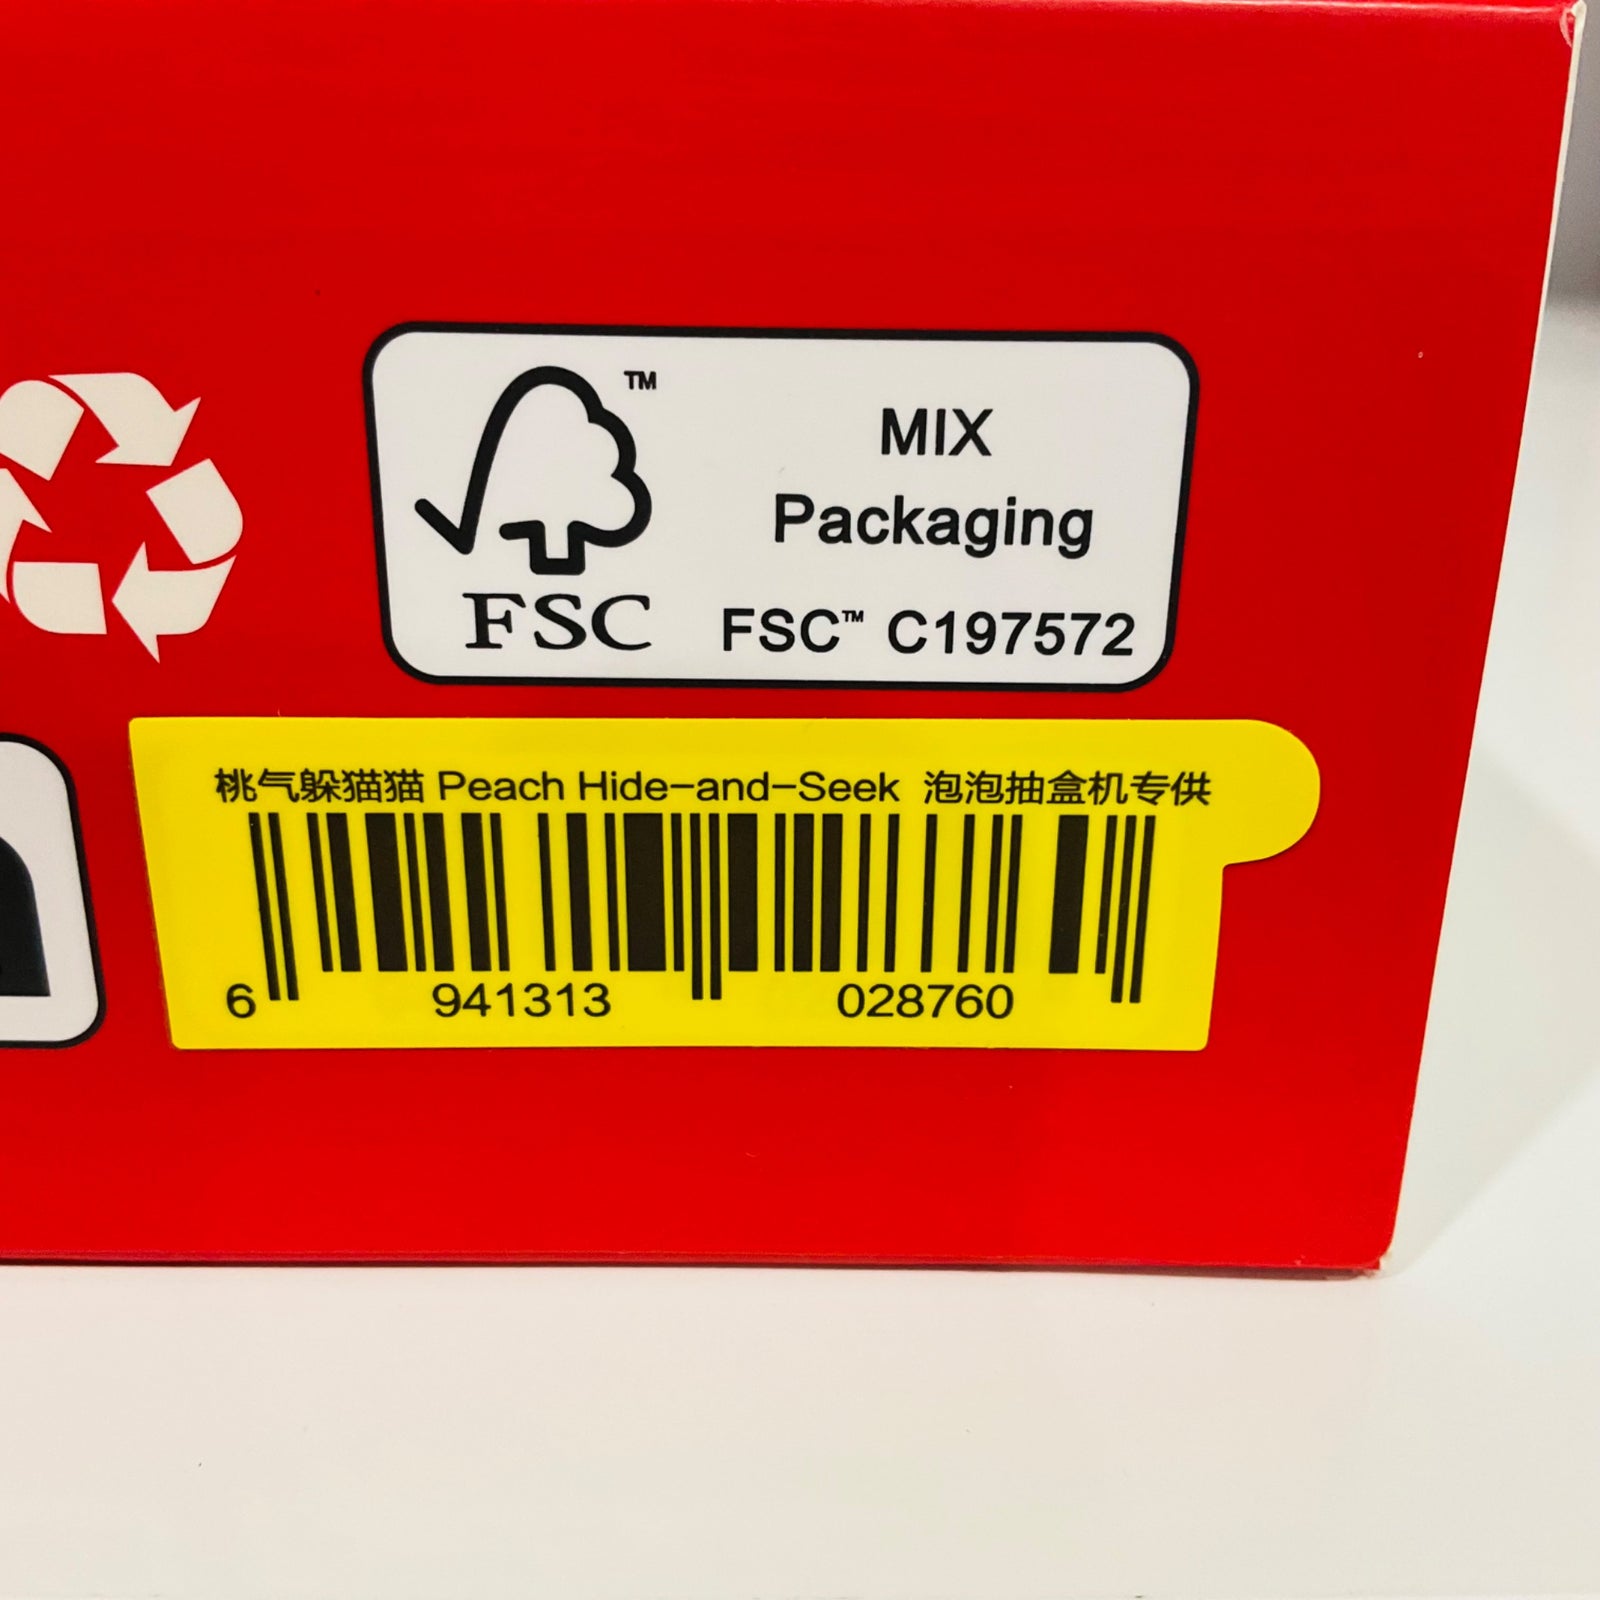 TM
MIX
Packaging
FSC
FSC™ C197572
桃气躲猫猫 Peach Hide-and-Seek 泡泡抽盒机专供
6 941313 028760